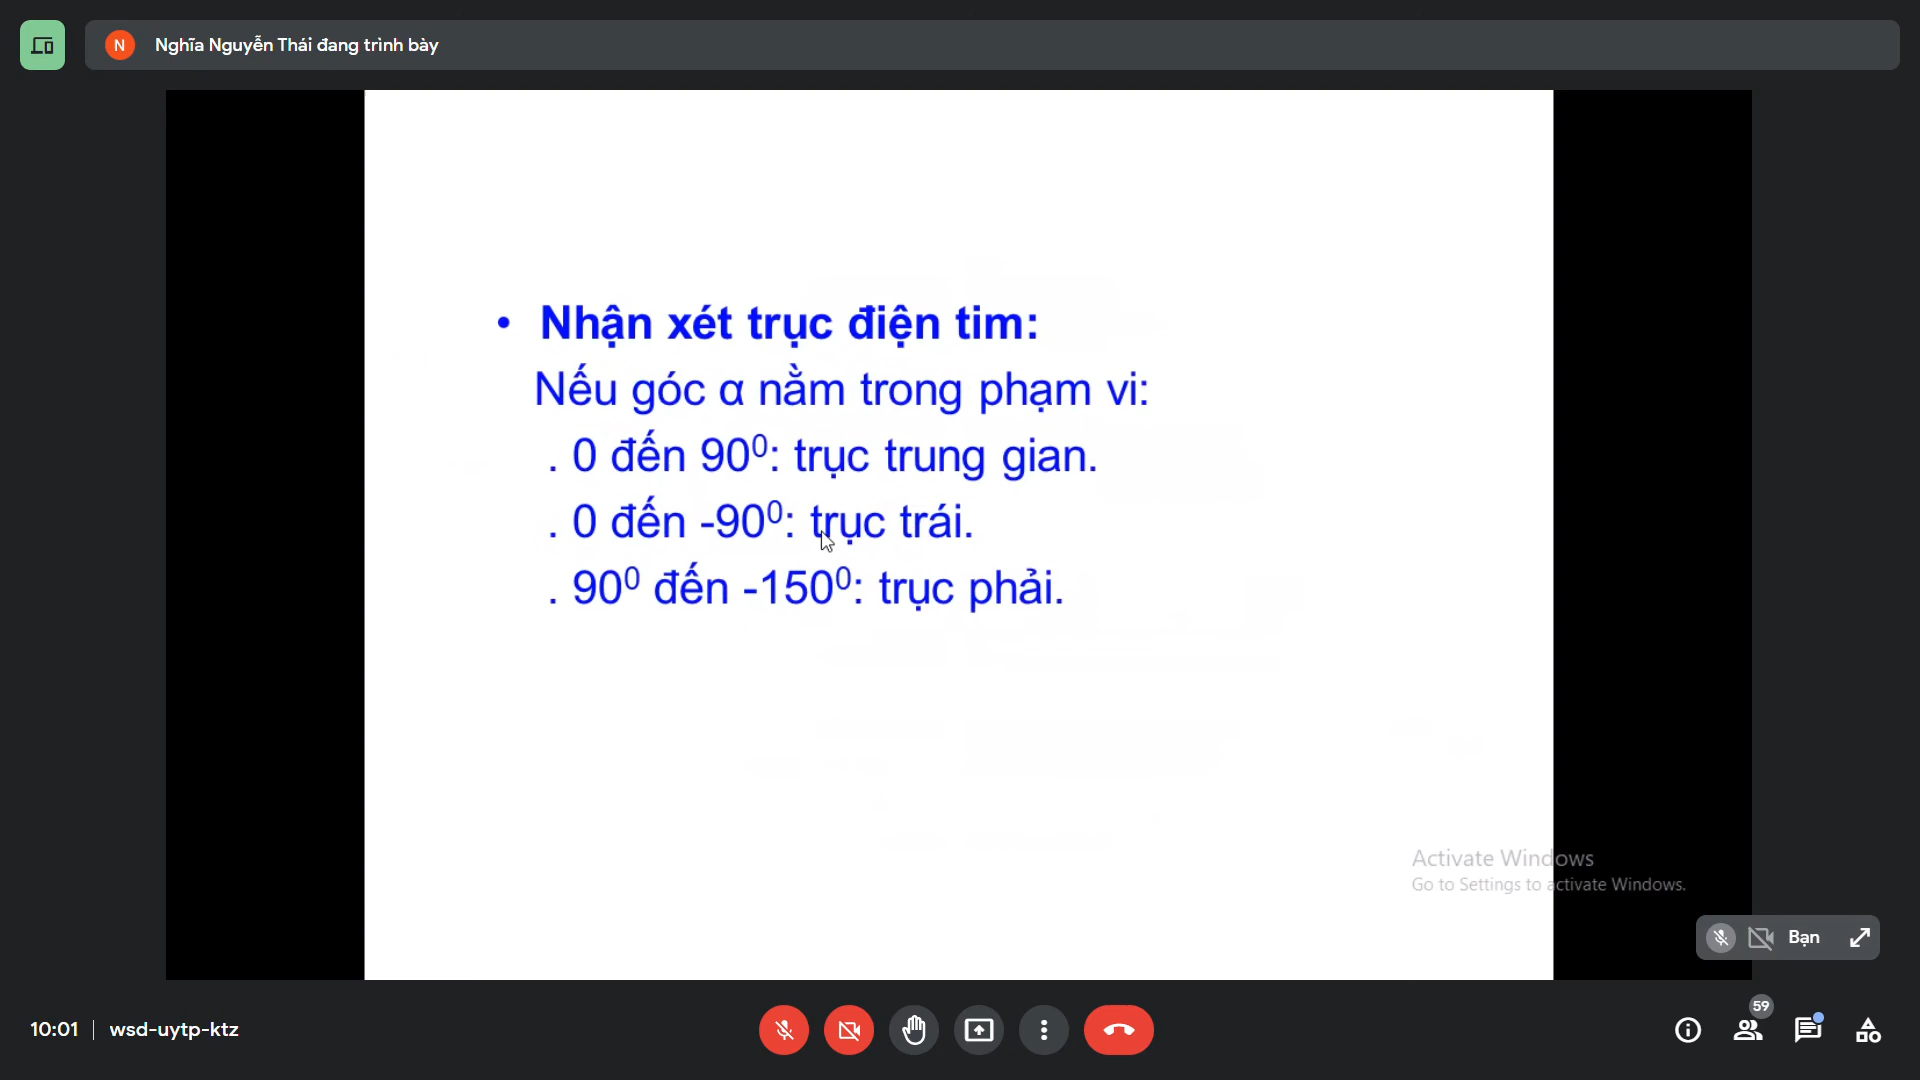 N Nghĩa Nguyễn Thái đang trình bày
• Nhận xét trục điện tim:
Nếu góc α nằm trong phạm vi:
. 0 đến 90⁰: trục trung gian.
. 0 đến -90⁰: trục trái.
. 90⁰ đến -150⁰: trục phải.
Activate Windows
Go to Settings to activate Windows.
Bạn
10:01 | wsd-uytp-ktz
59